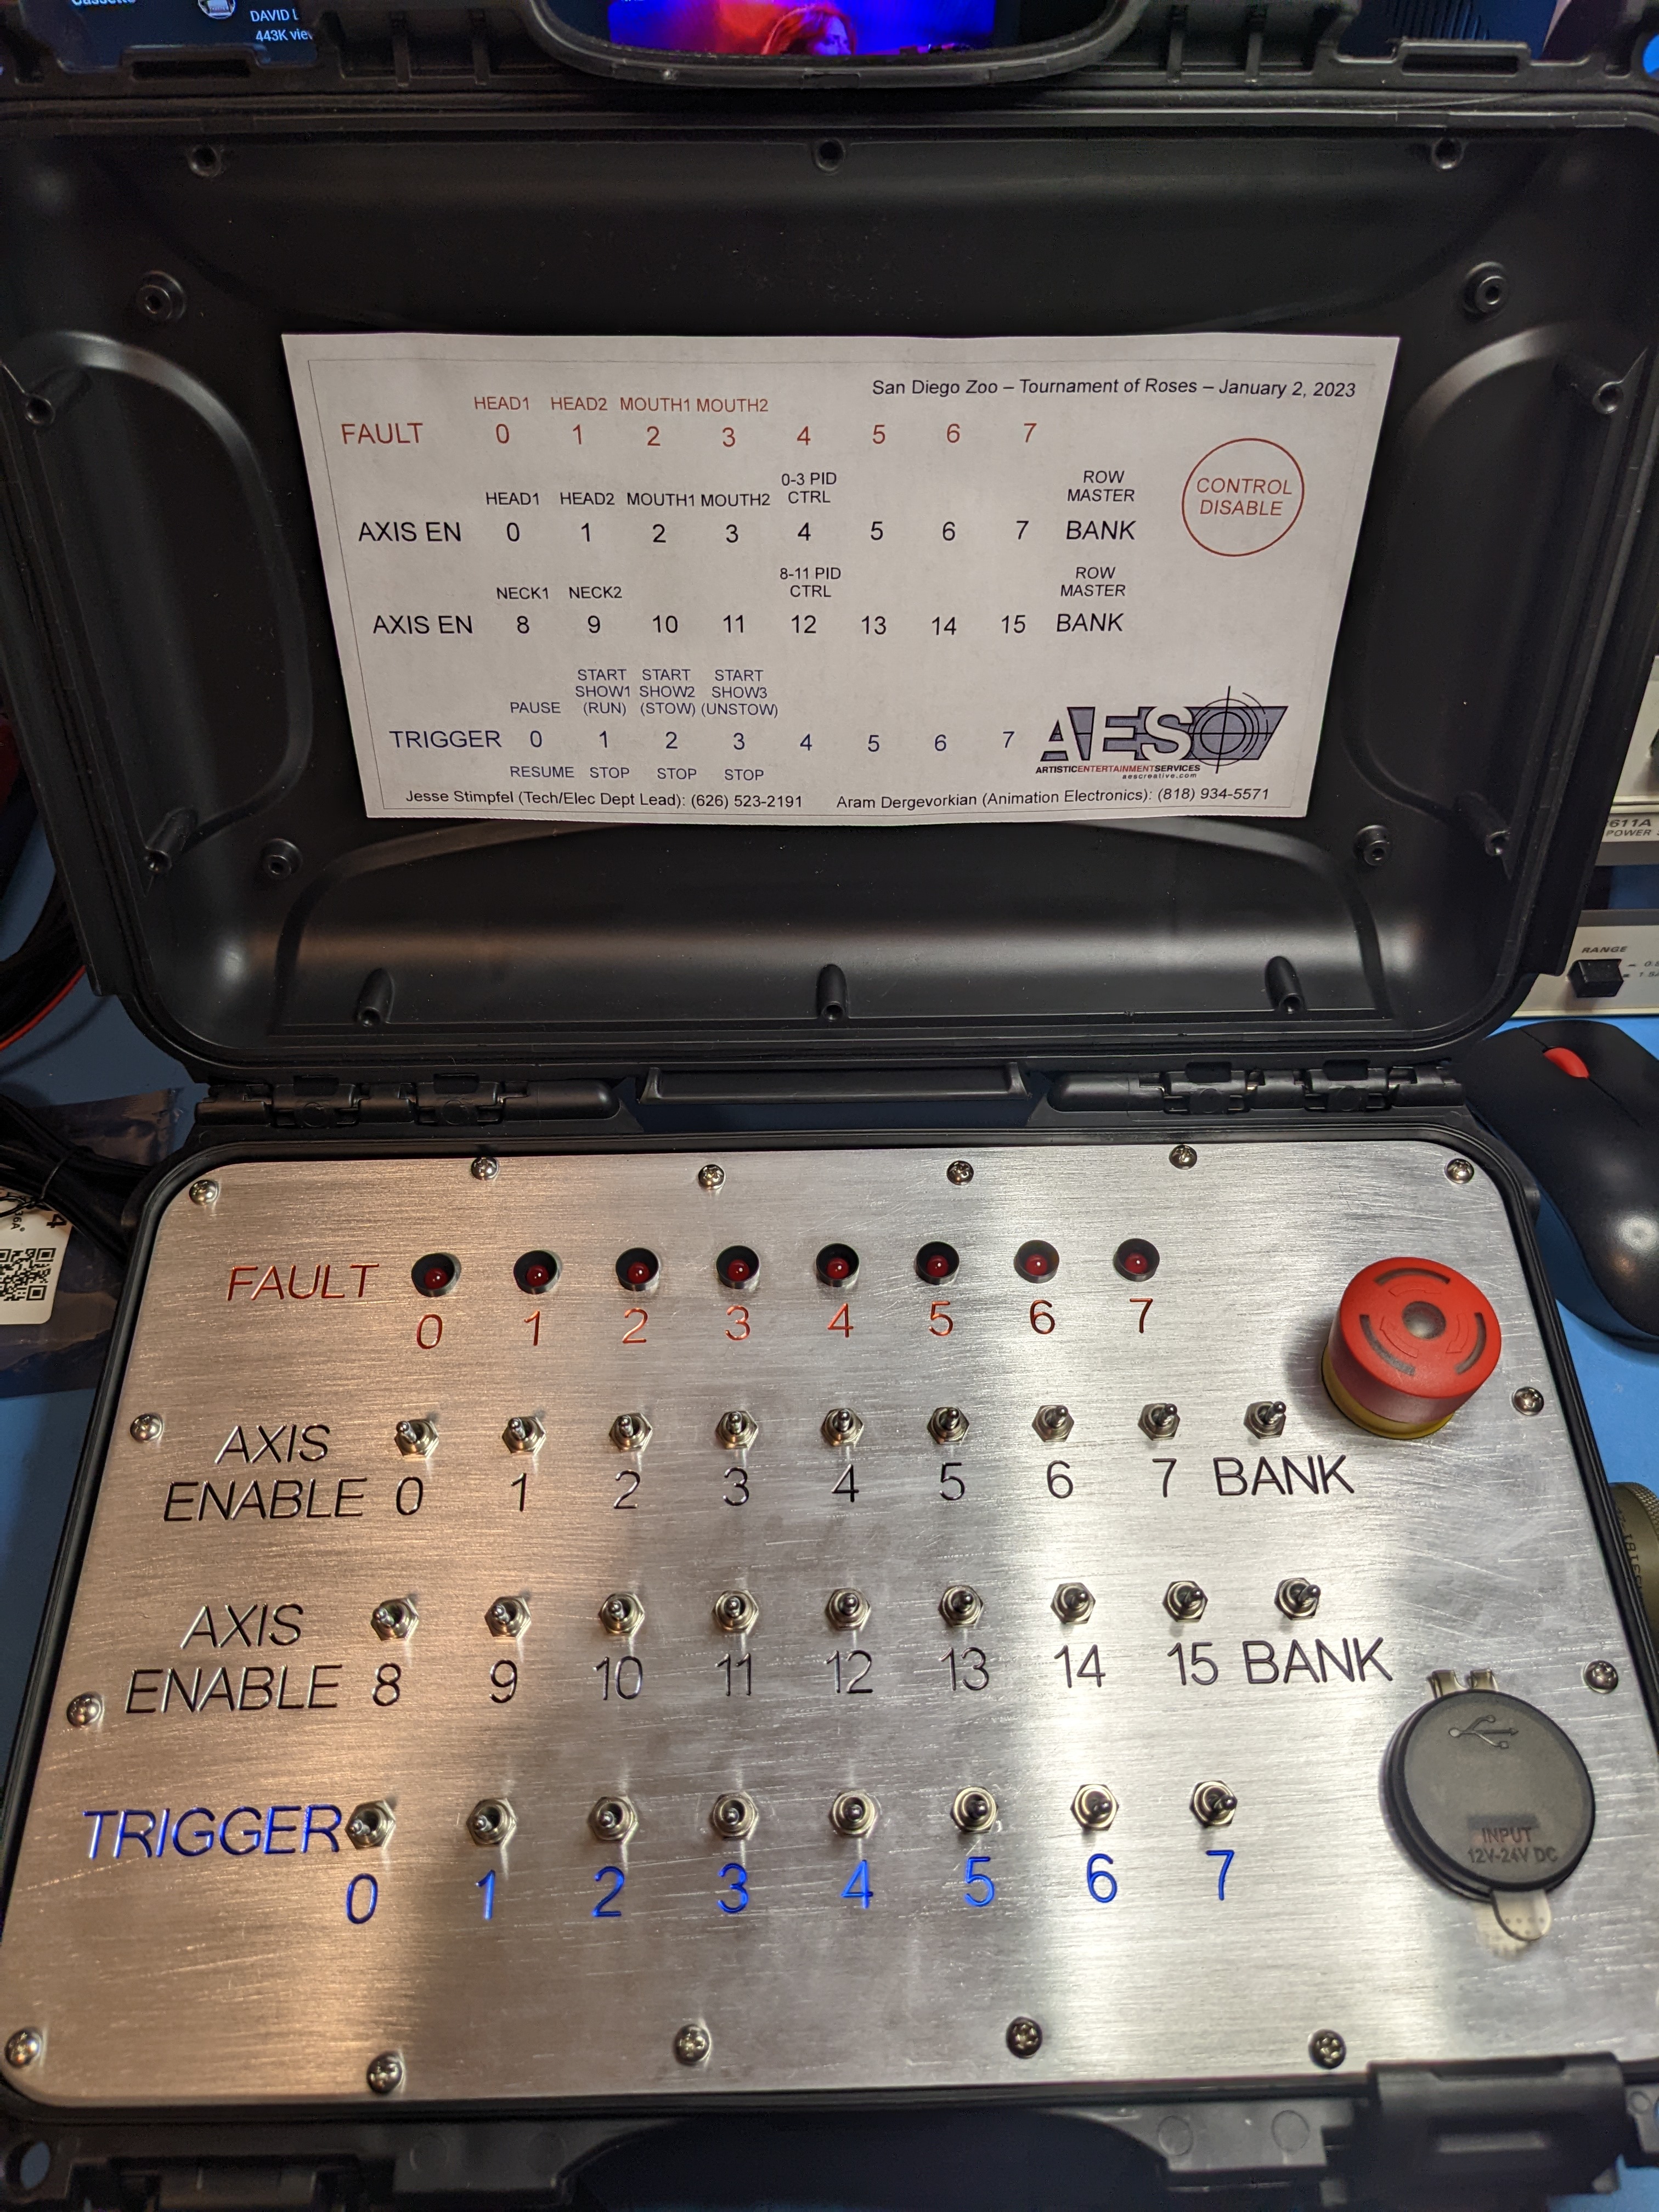 DAVID L
443K vie
San Diego Zoo – Tournament of Roses – January 2, 2023
HEAD1 HEAD2 MOUTH1 MOUTH2
FAULT 0 1 2 3 4 5 6 7
CONTROL
DISABLE
0-3 PID
CTRL
ROW
MASTER
HEAD1 HEAD2 MOUTH1 MOUTH2
AXIS EN 0 1 2 3 4 5 6 7 BANK
8-11 PID
CTRL
ROW
MASTER
NECK1 NECK2
AXIS EN 8 9 10 11 12 13 14 15 BANK
START START START
SHOW1 SHOW2 SHOW3
PAUSE (RUN) (STOW) (UNSTOW)
TRIGGER 0 1 2 3 4 5 6 7
RESUME STOP STOP STOP
AES
ARTISTICENTERTAINMENTSERVICES
aescreative.com
Jesse Stimpfel (Tech/Elec Dept Lead): (626) 523-2191 Aram Dergevorkian (Animation Electronics): (818) 934-5571
611A
POWER
RANGE
FAULT
0 1 2 3 4 5 6 7
AXIS
ENABLE 0 1 2 3 4 5 6 7 BANK
AXIS
ENABLE 8 9 10 11 12 13 14 15 BANK
TRIGGER
0 1 2 3 4 5 6 7
INPUT
12V-24V DC